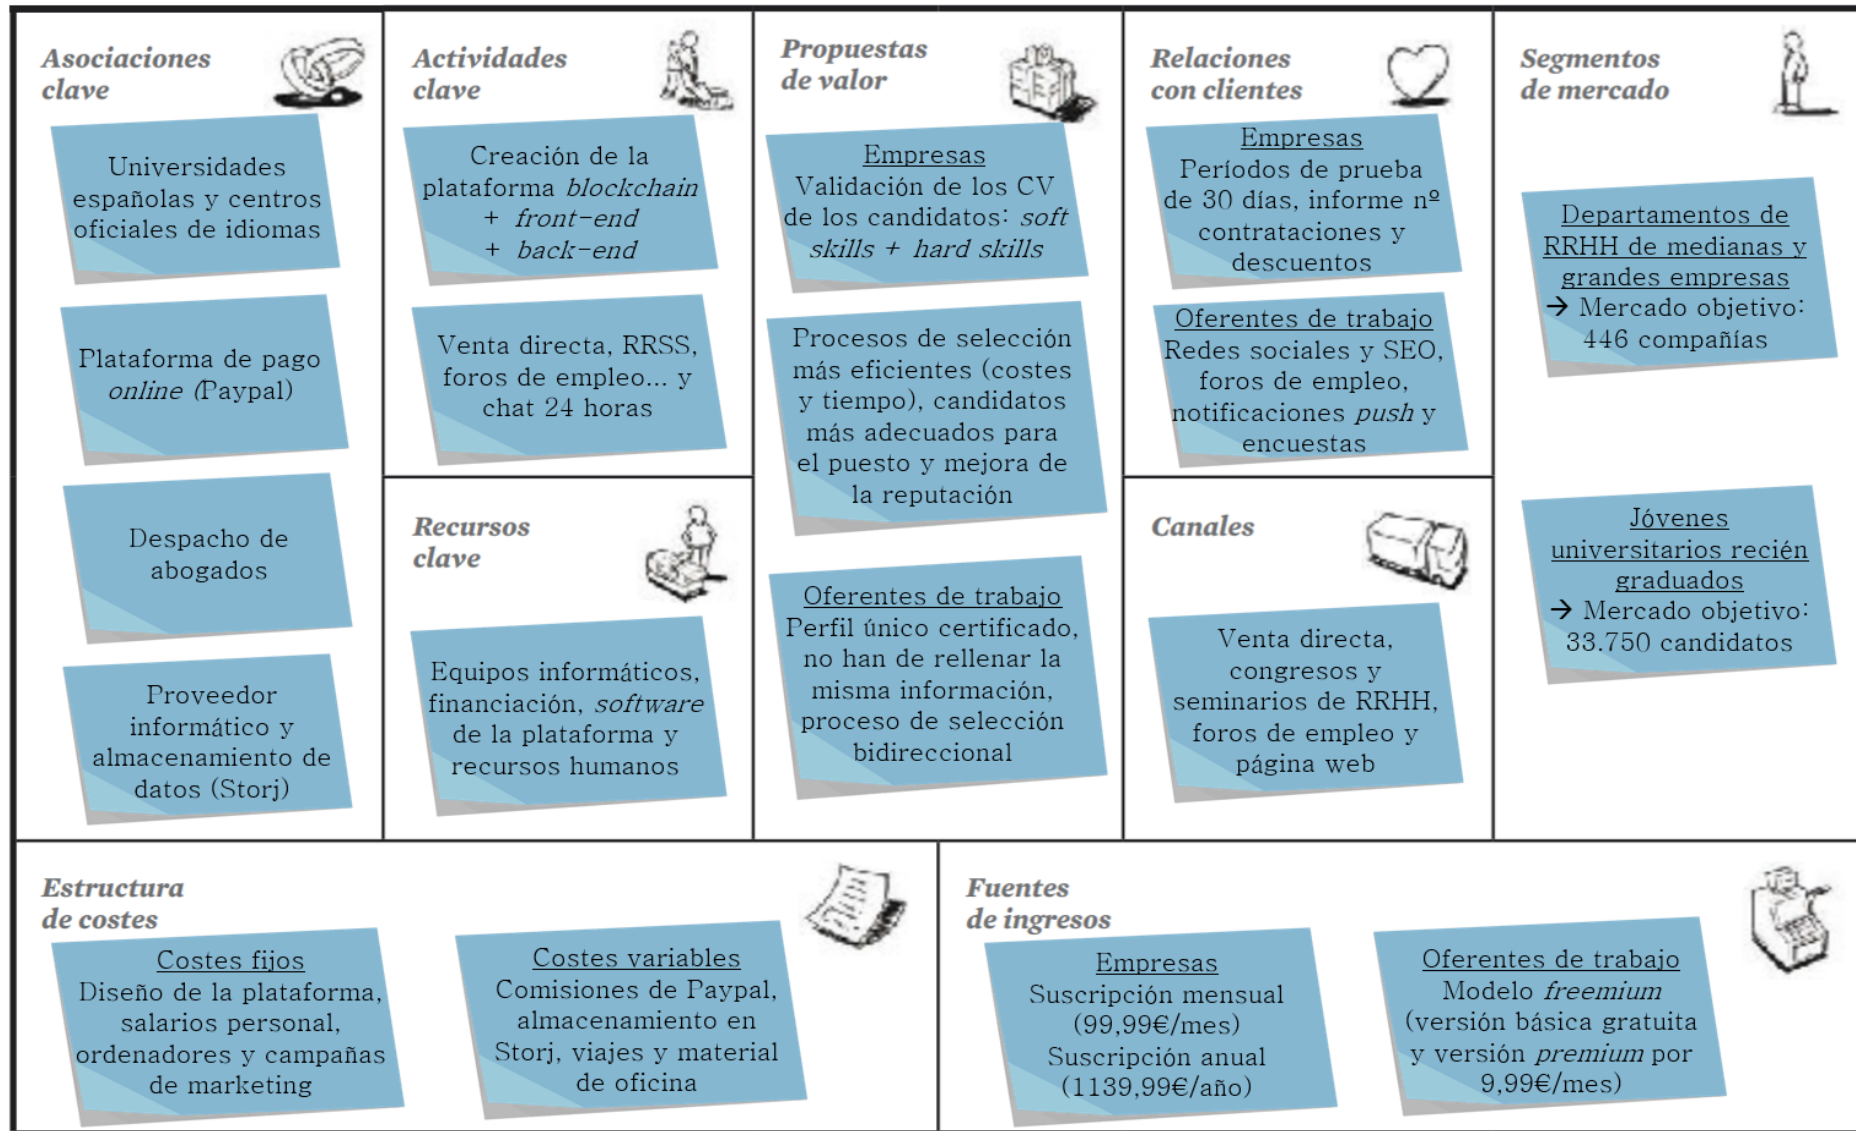 Asociaciones
clave
Universidades
españolas y centros
oficiales de idiomas
Plataforma de pago
online (Paypal)
Despacho de
abogados
Proveedor
informático y
almacenamiento de
datos (Storj)
Actividades
clave
Creación de la
plataforma blockchain
+ front-end
+ back-end
Venta directa, RRSS,
foros de empleo... y
chat 24 horas
Recursos
clave
Equipos informáticos,
financiación, software
de la plataforma y
recursos humanos
Propuestas
de valor
Empresas
Validación de los CV
de los candidatos: soft
skills + hard skills
Procesos de selección
más eficientes (costes
y tiempo), candidatos
más adecuados para
el puesto y mejora de
la reputación
Oferentes de trabajo
Perfil único certificado,
no han de rellenar la
misma información,
proceso de selección
bidireccional
Relaciones
con clientes
Empresas
Períodos de prueba
de 30 días, informe nº
contrataciones y
descuentos
Oferentes de trabajo
Redes sociales y SEO,
foros de empleo,
notificaciones push y
encuestas
Canales
Venta directa,
congresos y
seminarios de RRHH,
foros de empleo y
página web
Segmentos
de mercado
Departamentos de
RRHH de medianas y
grandes empresas
→ Mercado objetivo:
446 compañías
Jóvenes
universitarios recién
graduados
→ Mercado objetivo:
33.750 candidatos
Estructura
de costes
Costes fijos
Diseño de la plataforma,
salarios personal,
ordenadores y campañas
de marketing
Costes variables
Comisiones de Paypal,
almacenamiento en
Storj, viajes y material
de oficina
Fuentes
de ingresos
Empresas
Suscripción mensual
(99,99€/mes)
Suscripción anual
(1139,99€/año)
Oferentes de trabajo
Modelo freemium
(versión básica gratuita
y versión premium por
9,99€/mes)